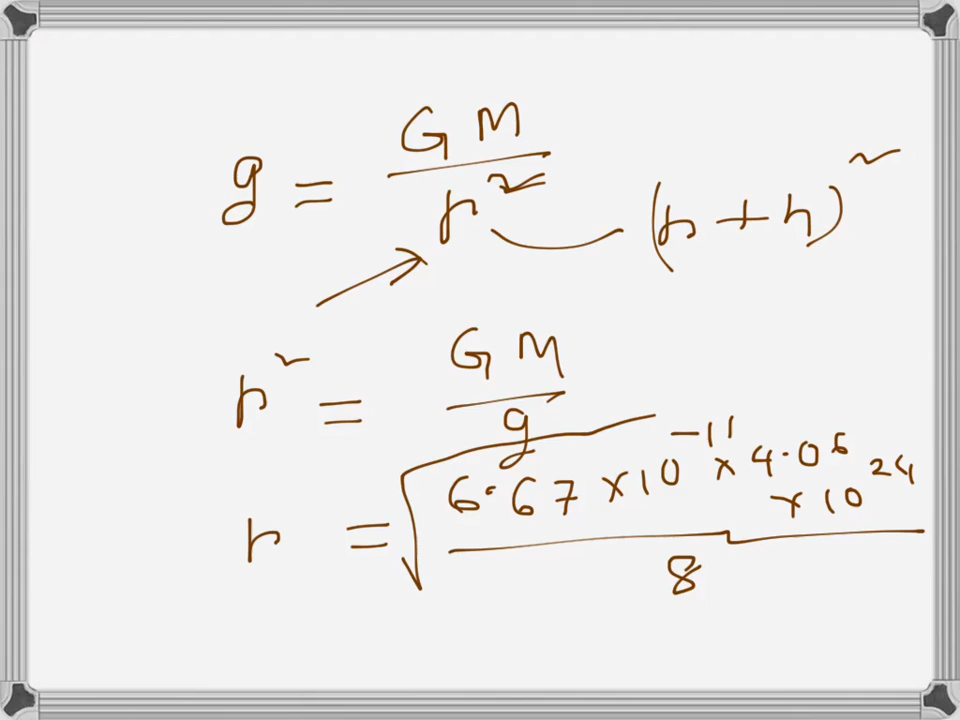 g = GM / r² (r + h)²
r² = GM / g
r = √(6.67 × 10⁻¹¹ × 4.06 × 10²⁴ / 8)